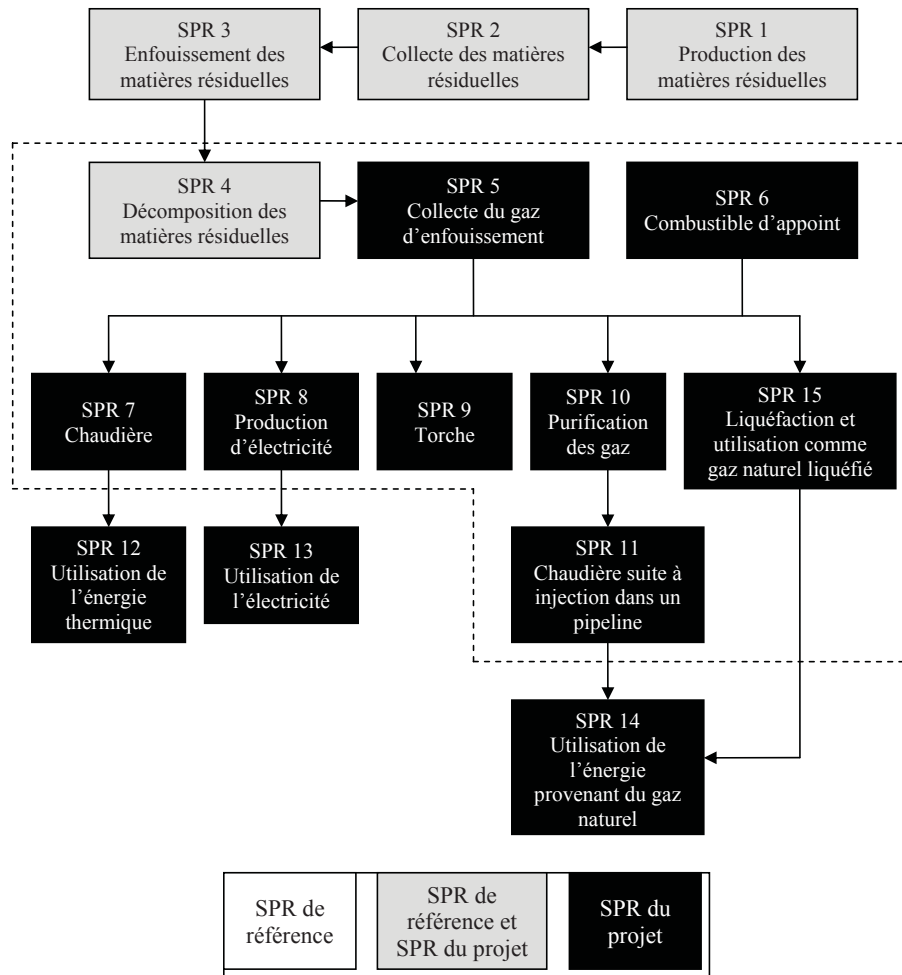 SPR 3
Enfouissement des
matières résiduelles
SPR 2
Collecte des matières
résiduelles
SPR 1
Production des
matières résiduelles
SPR 4
Décomposition des
matières résiduelles
SPR 5
Collecte du gaz
d’enfouissement
SPR 6
Combustible d’appoint
SPR 7
Chaudière
SPR 8
Production
d’électricité
SPR 9
Torche
SPR 10
Purification
des gaz
SPR 15
Liquéfaction et
utilisation comme
gaz naturel liquéfié
SPR 12
Utilisation de
l’énergie
thermique
SPR 13
Utilisation de
l’électricité
SPR 11
Chaudière suite à
injection dans un
pipeline
SPR 14
Utilisation de
l’énergie
provenant du gaz
naturel
SPR de
référence
SPR de
référence et
SPR du projet
SPR du
projet